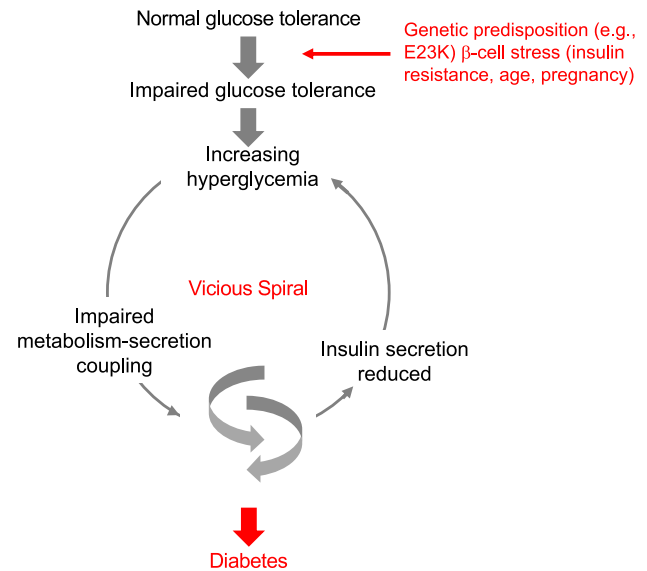 Normal glucose tolerance
Genetic predisposition (e.g.,
E23K) β-cell stress (insulin
resistance, age, pregnancy)
Impaired glucose tolerance
Increasing
hyperglycemia
Vicious Spiral
Impaired
metabolism-secretion
coupling
Insulin secretion
reduced
Diabetes